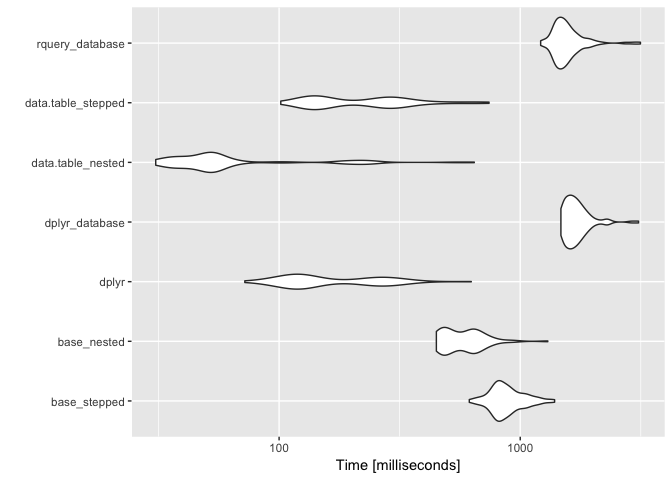 rquery_database
data.table_stepped
data.table_nested
dplyr_database
dplyr
base_nested
base_stepped
100
1000
Time [milliseconds]